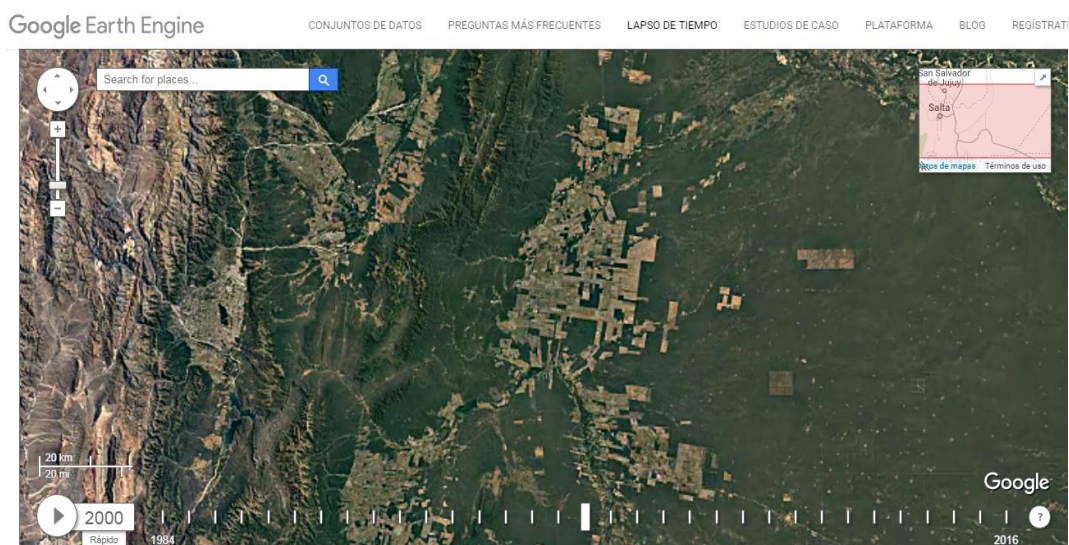 Google Earth Engine
CONJUNTOS DE DATOS PREGUNTAS MÁS FRECUENTES LAPSO DE TIEMPO ESTUDIOS DE CASO PLATAFORMA BLOG REGÍSTRAT
Search for places...
San Salvador
de Jujuy
Salta
de mapas Términos de uso
+
−
20 km
20 mi
Google
2000
Rápido
1984
2016
?